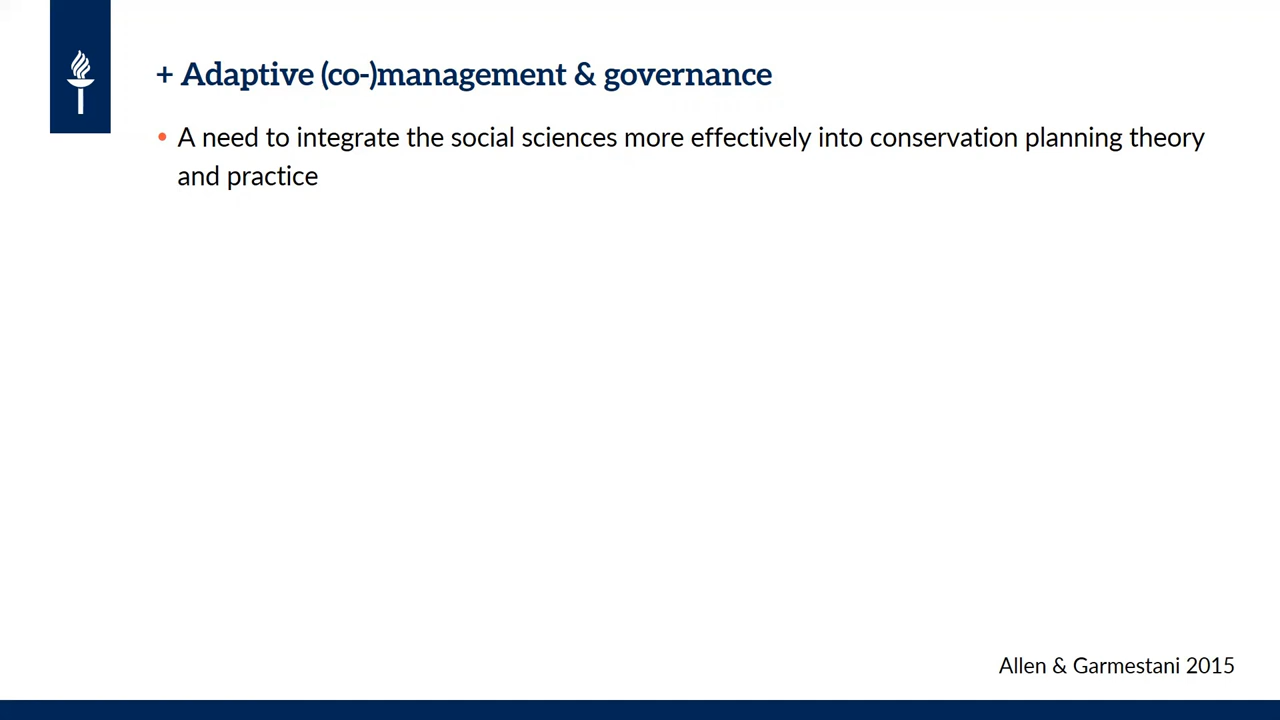 + Adaptive (co-)management & governance
• A need to integrate the social sciences more effectively into conservation planning theory
and practice
Allen & Garmestani 2015